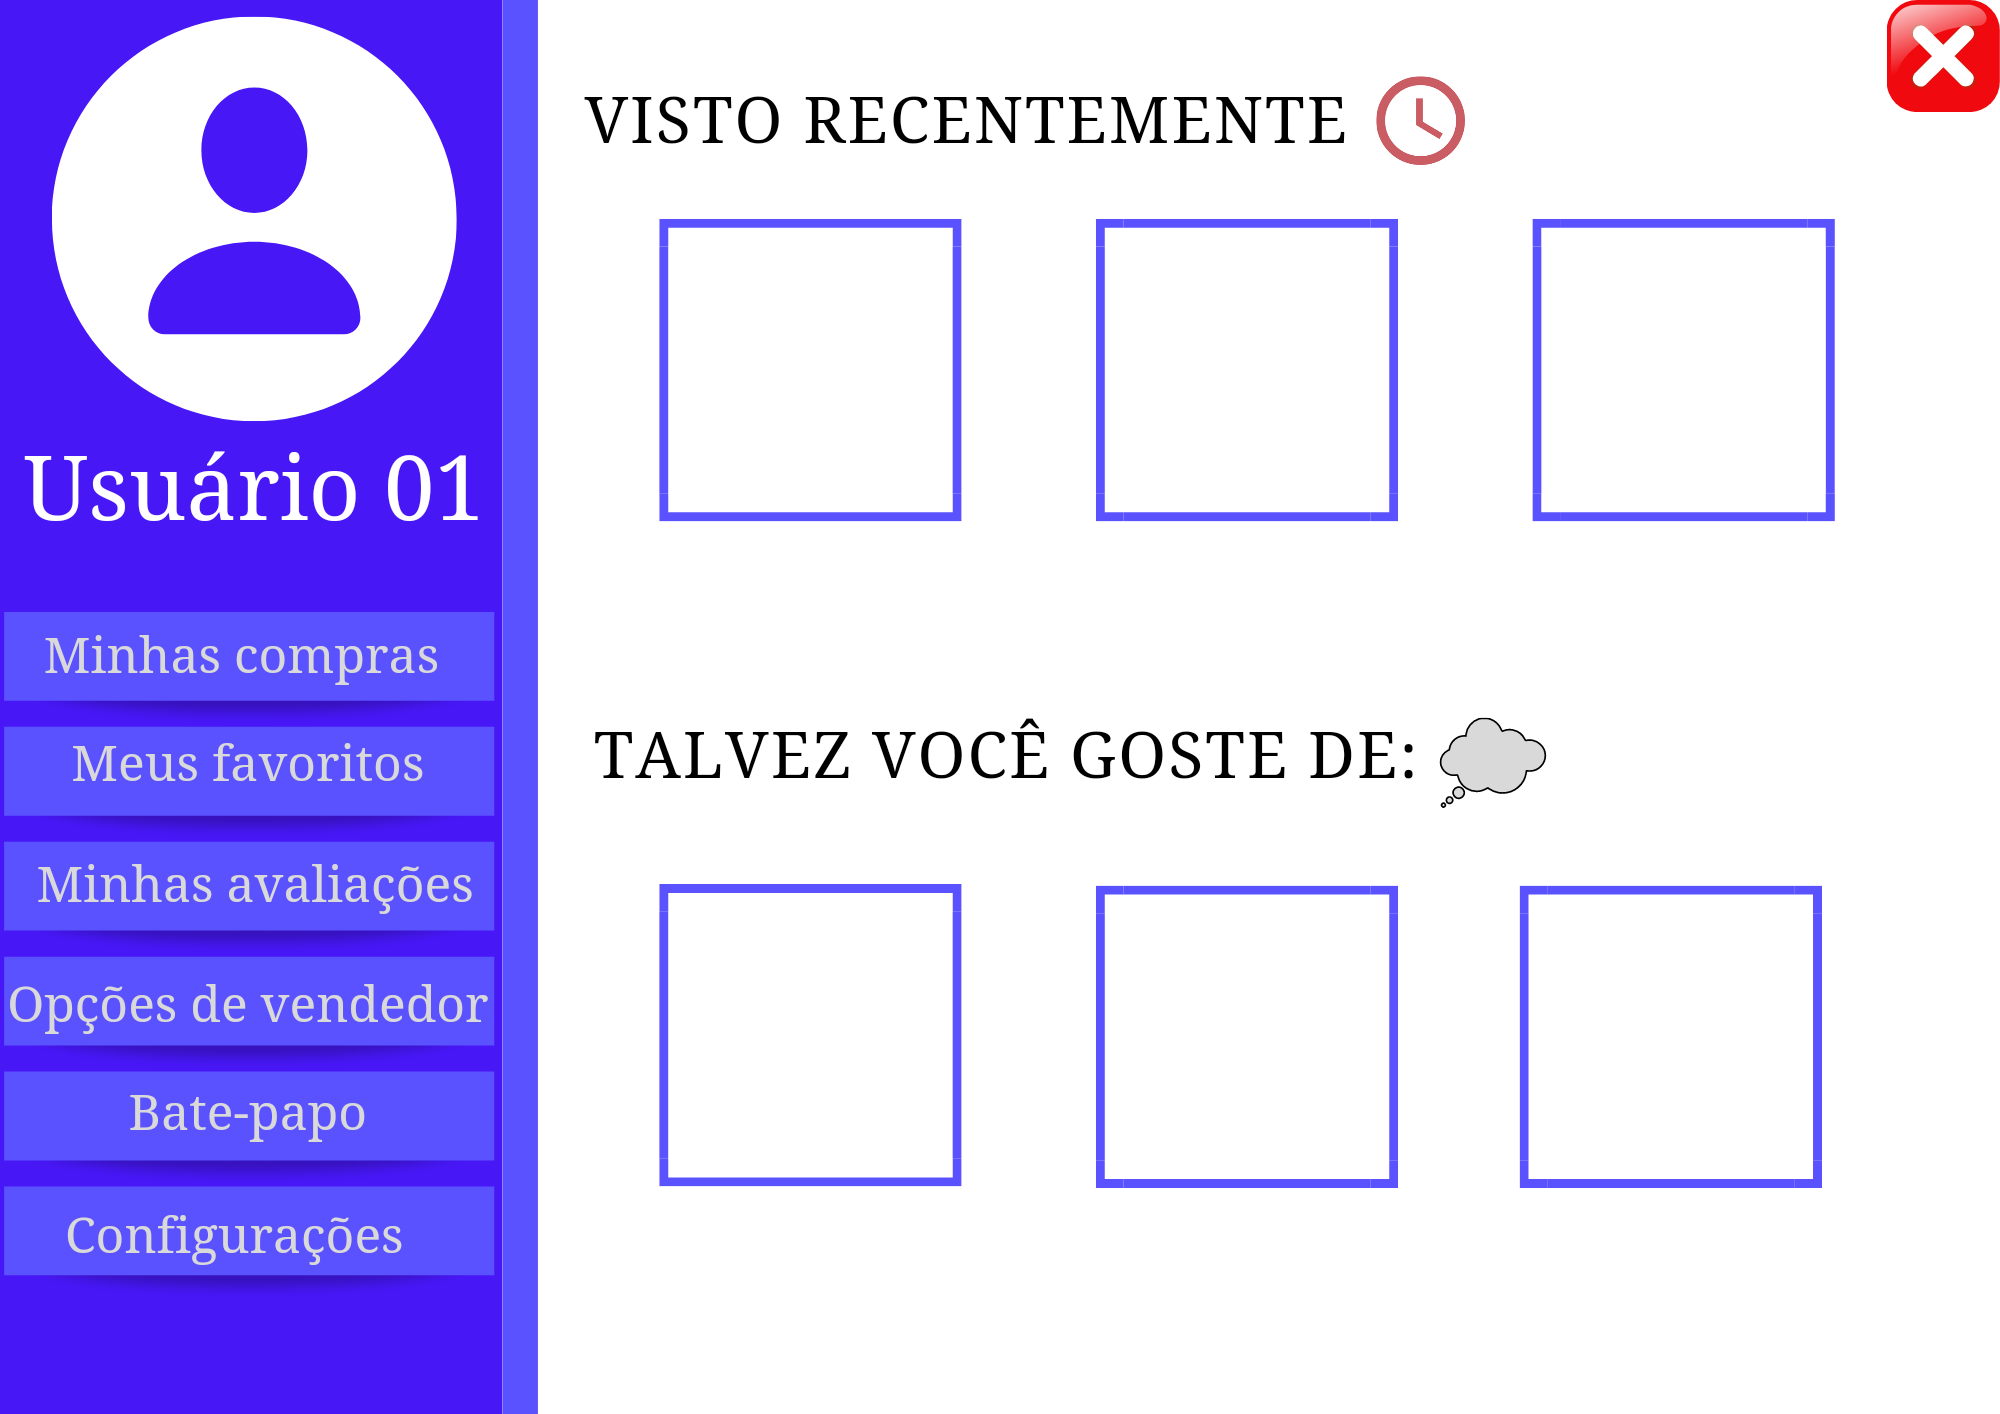 Usuário 01
Minhas compras
Meus favoritos
Minhas avaliações
Opções de vendedor
Bate-papo
Configurações
VISTO RECENTEMENTE
TALVEZ VOCÊ GOSTE DE: